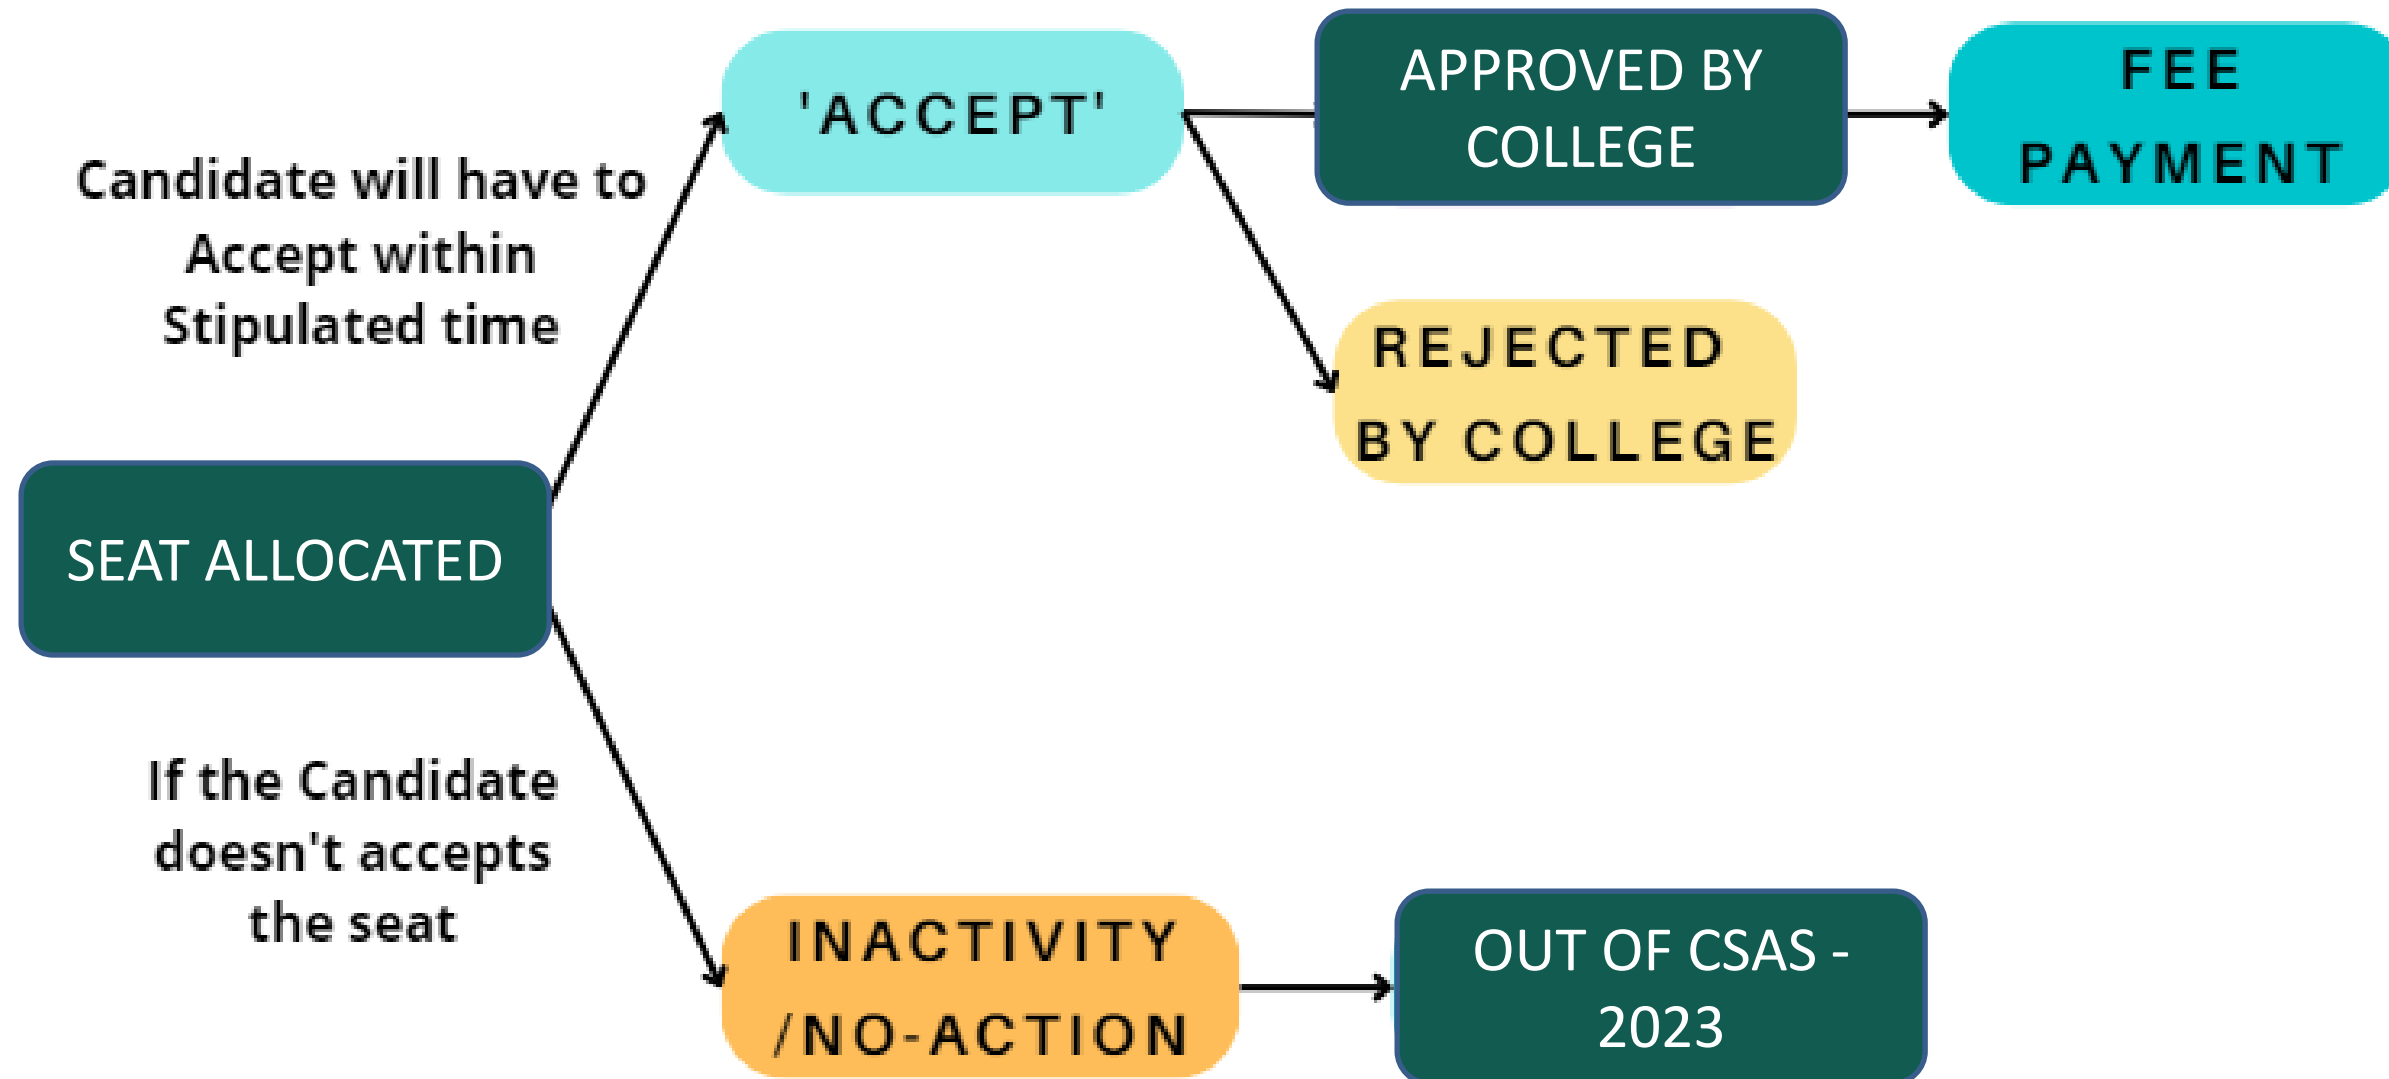 'ACCEPT'
APPROVED BY
COLLEGE
FEE
PAYMENT
Candidate will have to
Accept within
Stipulated time
REJECTED
BY COLLEGE
SEAT ALLOCATED
If the Candidate
doesn't accepts
the seat
INACTIVITY
/NO-ACTION
OUT OF CSAS -
2023